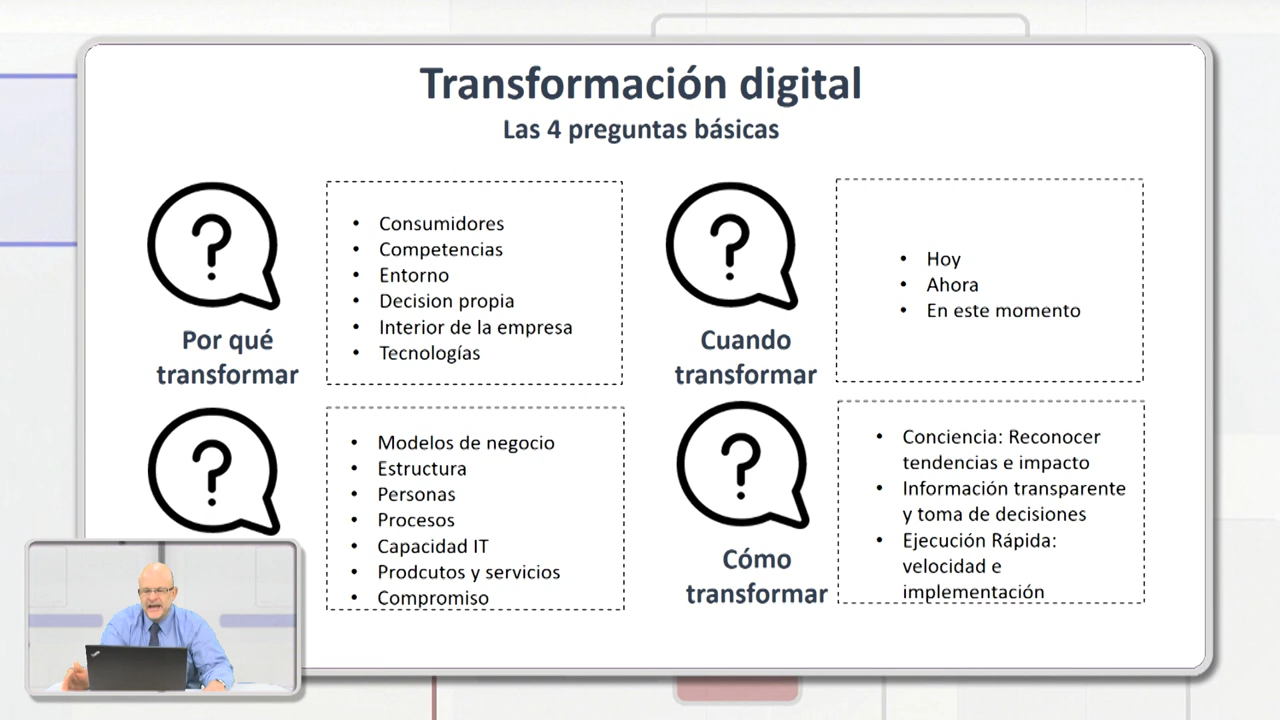 Transformación digital
Las 4 preguntas básicas
Por qué
transformar
• Consumidores
• Competencias
• Entorno
• Decision propia
• Interior de la empresa
• Tecnologías
Cuando
transformar
• Hoy
• Ahora
• En este momento
• Modelos de negocio
• Estructura
• Personas
• Procesos
• Capacidad IT
• Prodcutos y servicios
• Compromiso
Cómo
transformar
• Conciencia: Reconocer
tendencias e impacto
• Información transparente
y toma de decisiones
• Ejecución Rápida:
velocidad e
implementación